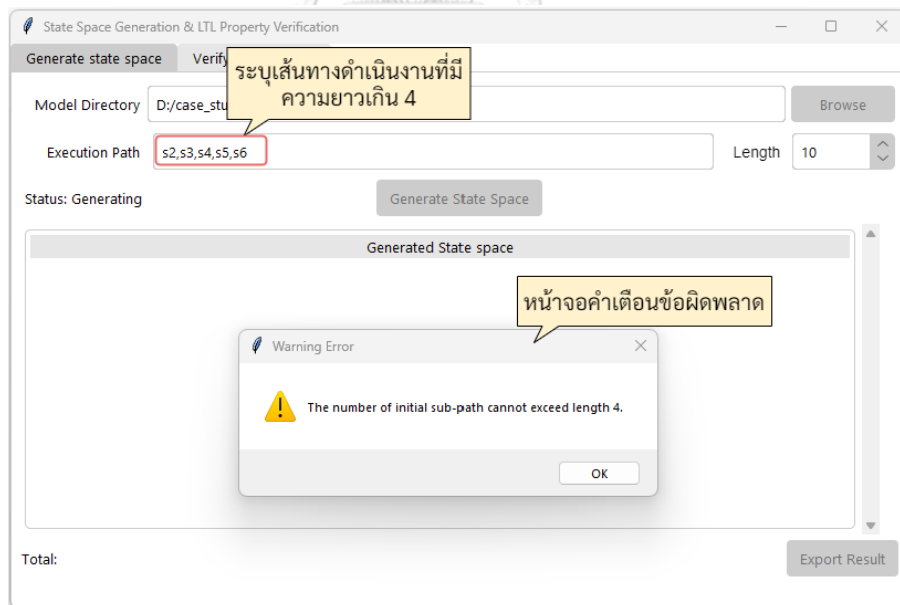 State Space Generation & LTL Property Verification
Generate state space
Verify
ระบุเส้นทางดำเนินงานที่มี
ความยาวเกิน 4
Model Directory
D:/case_stu
Browse
Execution Path
s2,s3,s4,s5,s6
Length
10
Status: Generating
Generate State Space
Generated State space
หน้าจอคำเตือนข้อผิดพลาด
Warning Error
The number of initial sub-path cannot exceed length 4.
OK
Total:
Export Result